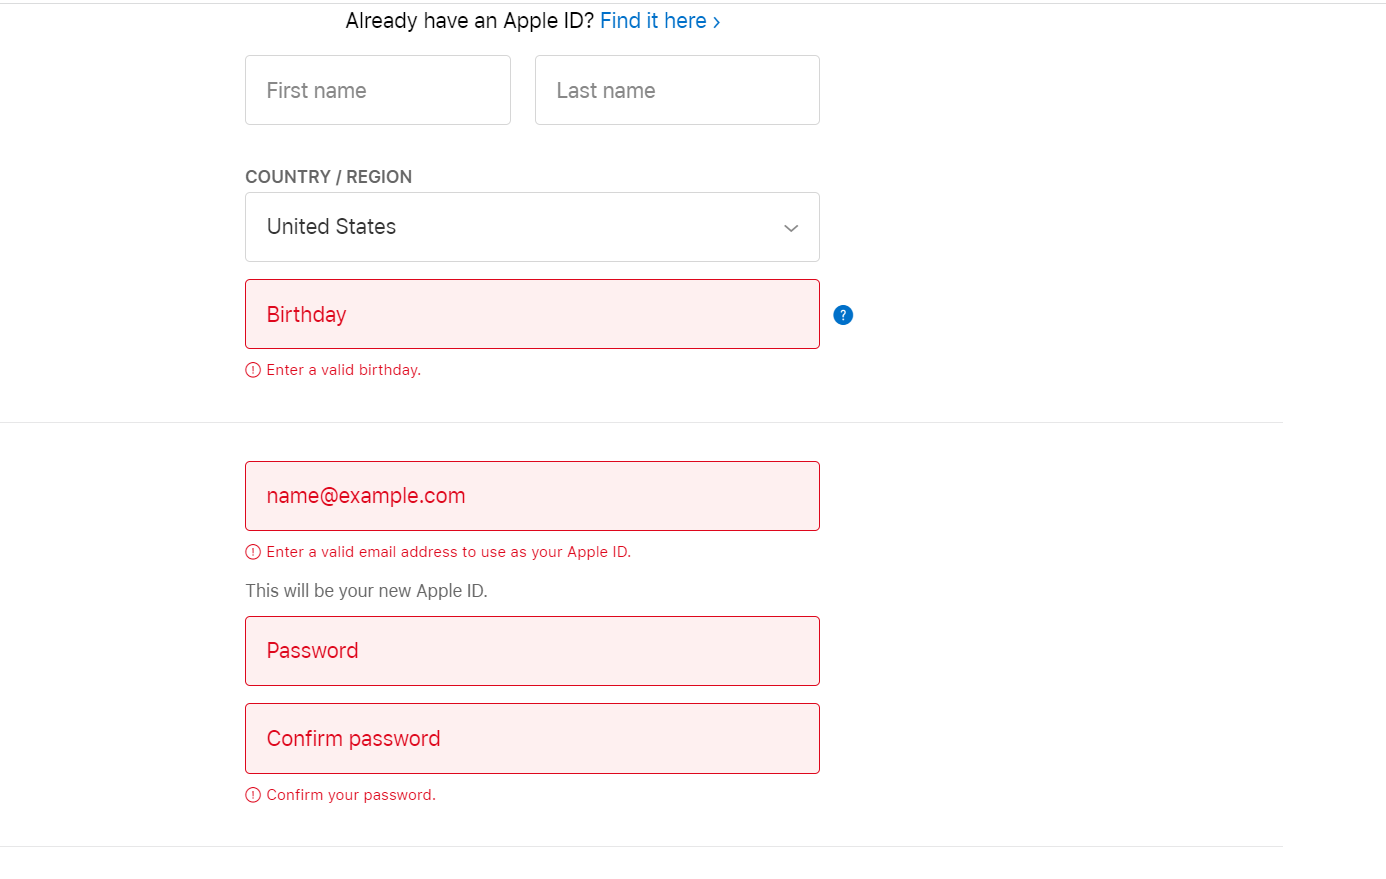 Already have an Apple ID? Find it here ›
First name
Last name
COUNTRY / REGION
United States
Birthday
?
! Enter a valid birthday.
name@example.com
! Enter a valid email address to use as your Apple ID.
This will be your new Apple ID.
Password
Confirm password
! Confirm your password.